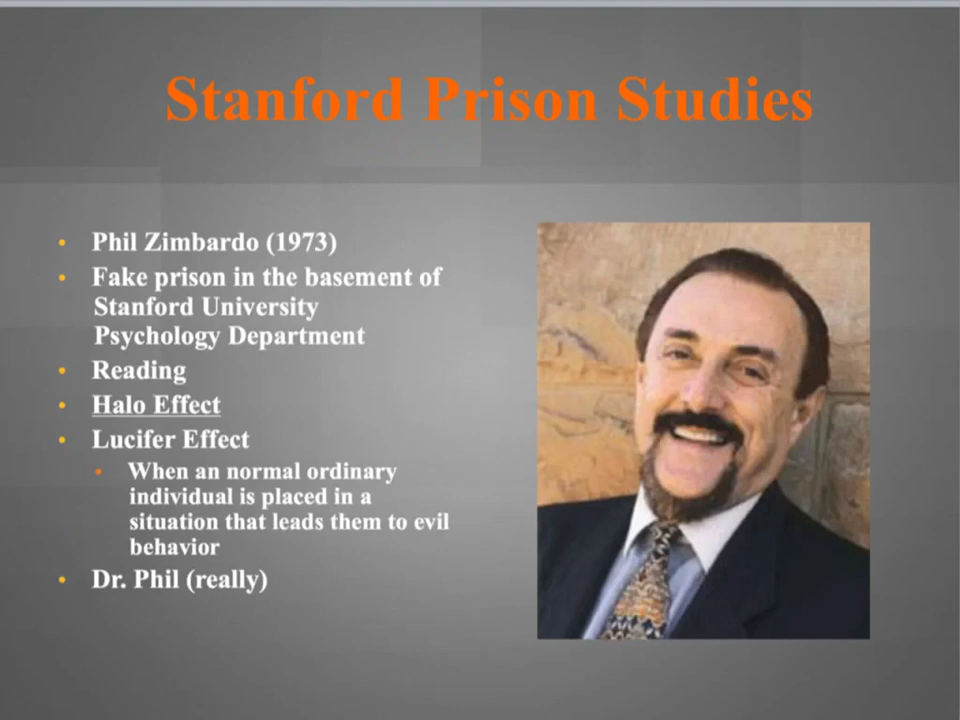 Stanford Prison Studies
• Phil Zimbardo (1973)
• Fake prison in the basement of
Stanford University
Psychology Department
• Reading
• Halo Effect
• Lucifer Effect
• When an normal ordinary
individual is placed in a
situation that leads them to evil
behavior
• Dr. Phil (really)